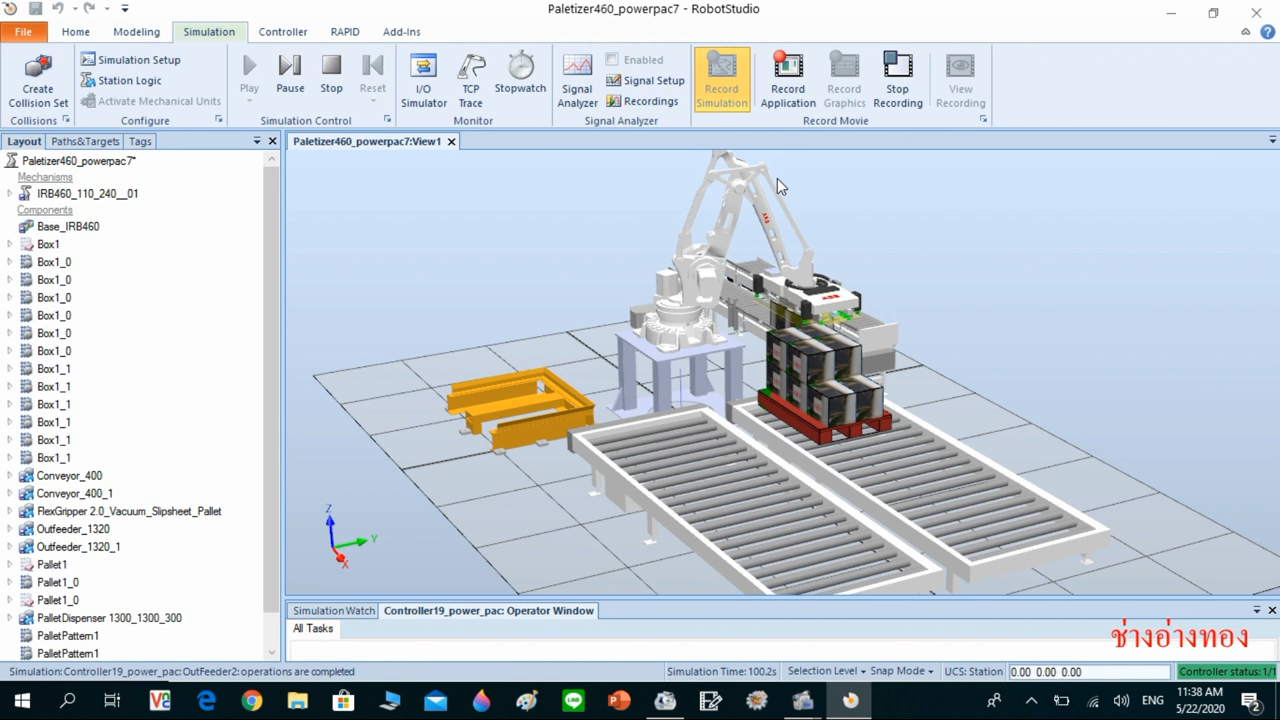 Paletizer460_powerpac7 - RobotStudio
File
Home
Modeling
Simulation
Controller
RAPID
Add-Ins
Create
Collision Set
Collisions
Simulation Setup
Station Logic
Activate Mechanical Units
Configure
Play
Pause
Stop
Reset
Simulation Control
I/O
Simulator
TCP
Trace
Stopwatch
Monitor
Signal
Analyzer
Enabled
Signal Setup
Recordings
Signal Analyzer
Record
Simulation
Record
Application
Record
Graphics
Stop
Recording
View
Recording
Record Movie
Layout
Paths&Targets
Tags
Paletizer460_powerpac7:View1
Paletizer460_powerpac7*
Mechanisms
IRB460_110_240__01
Components
Base_IRB460
Box1
Box1_0
Box1_0
Box1_0
Box1_0
Box1_0
Box1_0
Box1_1
Box1_1
Box1_1
Box1_1
Box1_1
Box1_1
Conveyor_400
Conveyor_400_1
FlexGripper 2.0_Vacuum_Slipsheet_Pallet
Outfeeder_1320
Outfeeder_1320_1
Pallet1
Pallet1_0
Pallet1_0
PalletDispenser 1300_1300_300
PalletPattern1
PalletPattern1
ABB
ABB
Z
Y
X
Simulation Watch
Controller19_power_pac: Operator Window
All Tasks
ช่างอ่างทอง
Simulation: Controller19_power_pac: OutFeeder2: operations are completed
Simulation Time: 100.2s
Selection Level
Snap Mode
UCS: Station
0.00 0.00 0.00
Controller status: 1/1
ENG
11:38 AM
5/22/2020
2